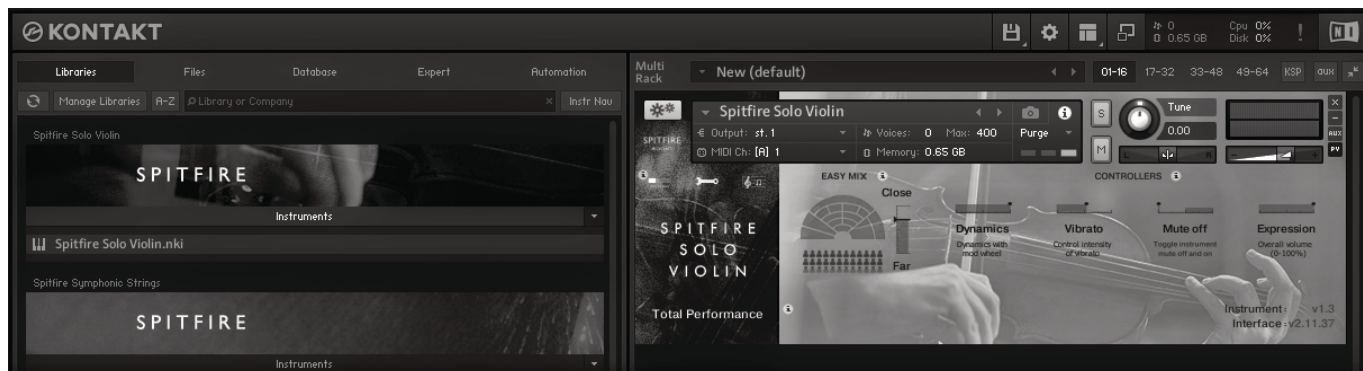 KONTAKT
0
0.65 GB
Cpu 0%
Disk 0%
!
NI
Libraries
Files
Database
Expert
Automation
Manage Libraries
A-Z
Library or Company
×
Instr Nav
Spitfire Solo Violin
SPITFIRE
Instruments
Spitfire Solo Violin.nki
Spitfire Symphonic Strings
SPITFIRE
Instruments
Multi
Rack
New (default)
01-16
17-32
33-48
49-64
KSP
aux
SPITFIRE
Spitfire Solo Violin
Output: st.1
Voices: 0 Max: 400
Purge
MIDI Ch: [A] 1
Memory: 0.65 GB
S
M
Tune
0.00
L
R
AUX
PV
SPITFIRE
SOLO
VIOLIN
Total Performance
EASY MIX
Close
Far
CONTROLLERS
Dynamics
Dynamics with
mod wheel
Vibrato
Control intensity
of vibrato
Mute off
Toggle instrument
mute off and on
Expression
Overall volume
(0-100%)
Instrument: v1.3
Interface: v2.11.37